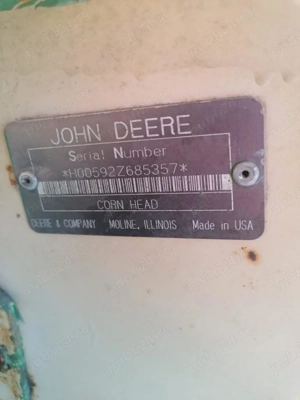 JOHN DEERE
Serial Number
*H00592Z685357*
CORN HEAD
DEERE & COMPANY MOLINE, ILLINOIS Made in USA